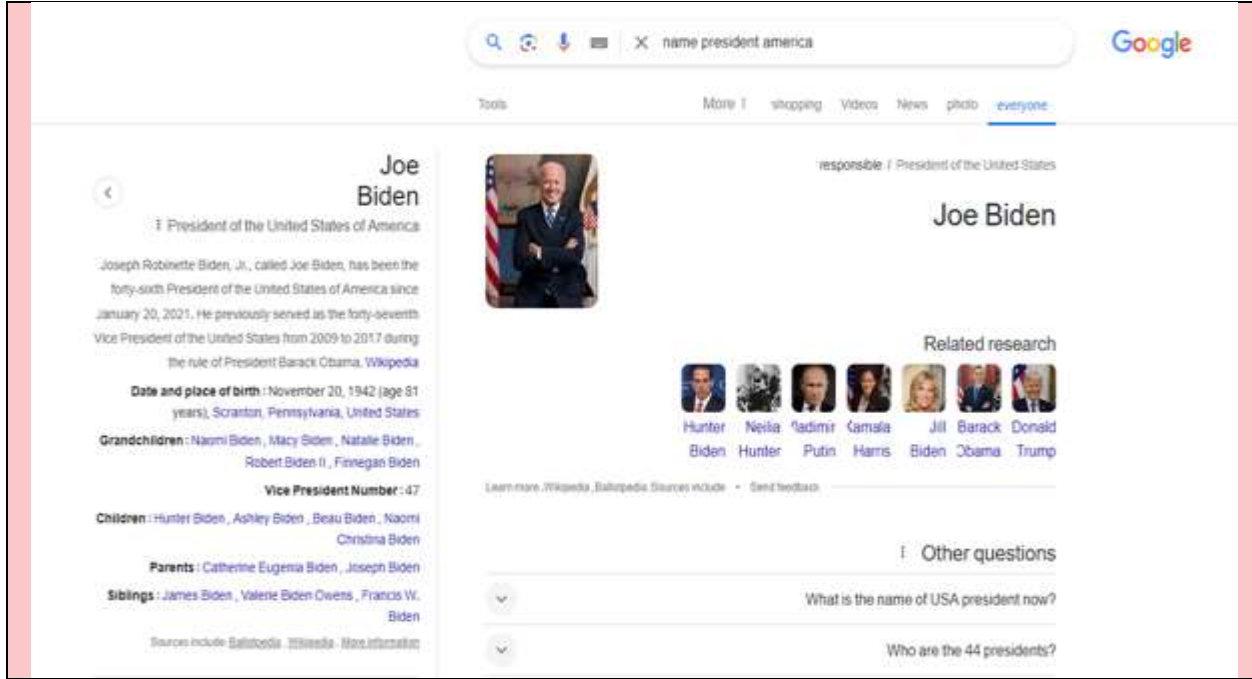 name president america
Google
Tools
More
shopping
Videos
News
photo
everyone
Joe
Biden
President of the United States of America
Joseph Robinette Biden, Jr., called Joe Biden, has been the
forty-sixth President of the United States of America since
January 20, 2021. He previously served as the forty-seventh
Vice President of the United States from 2009 to 2017 during
the rule of President Barack Obama. Wikipedia
Date and place of birth : November 20, 1942 (age 81
years), Scranton, Pennsylvania, United States
Grandchildren : Naomi Biden , Macy Biden , Natalie Biden ,
Robert Biden II , Finnegan Biden
Vice President Number : 47
Children : Hunter Biden , Ashley Biden , Beau Biden , Naomi
Christina Biden
Parents : Catherine Eugenia Biden , Joseph Biden
Siblings : James Biden , Valerie Biden Owens , Francis W.
Biden
Sources include Ballotpedia . Wikipedia . More information
responsible / President of the United States
Joe Biden
Related research
Hunter Neilia Vladimir Kamala Jill Barack Donald
Biden Hunter Putin Harris Biden Obama Trump
Learn more .Wikipedia, Ballotpedia Sources include • Send feedback
Other questions
What is the name of USA president now?
Who are the 44 presidents?